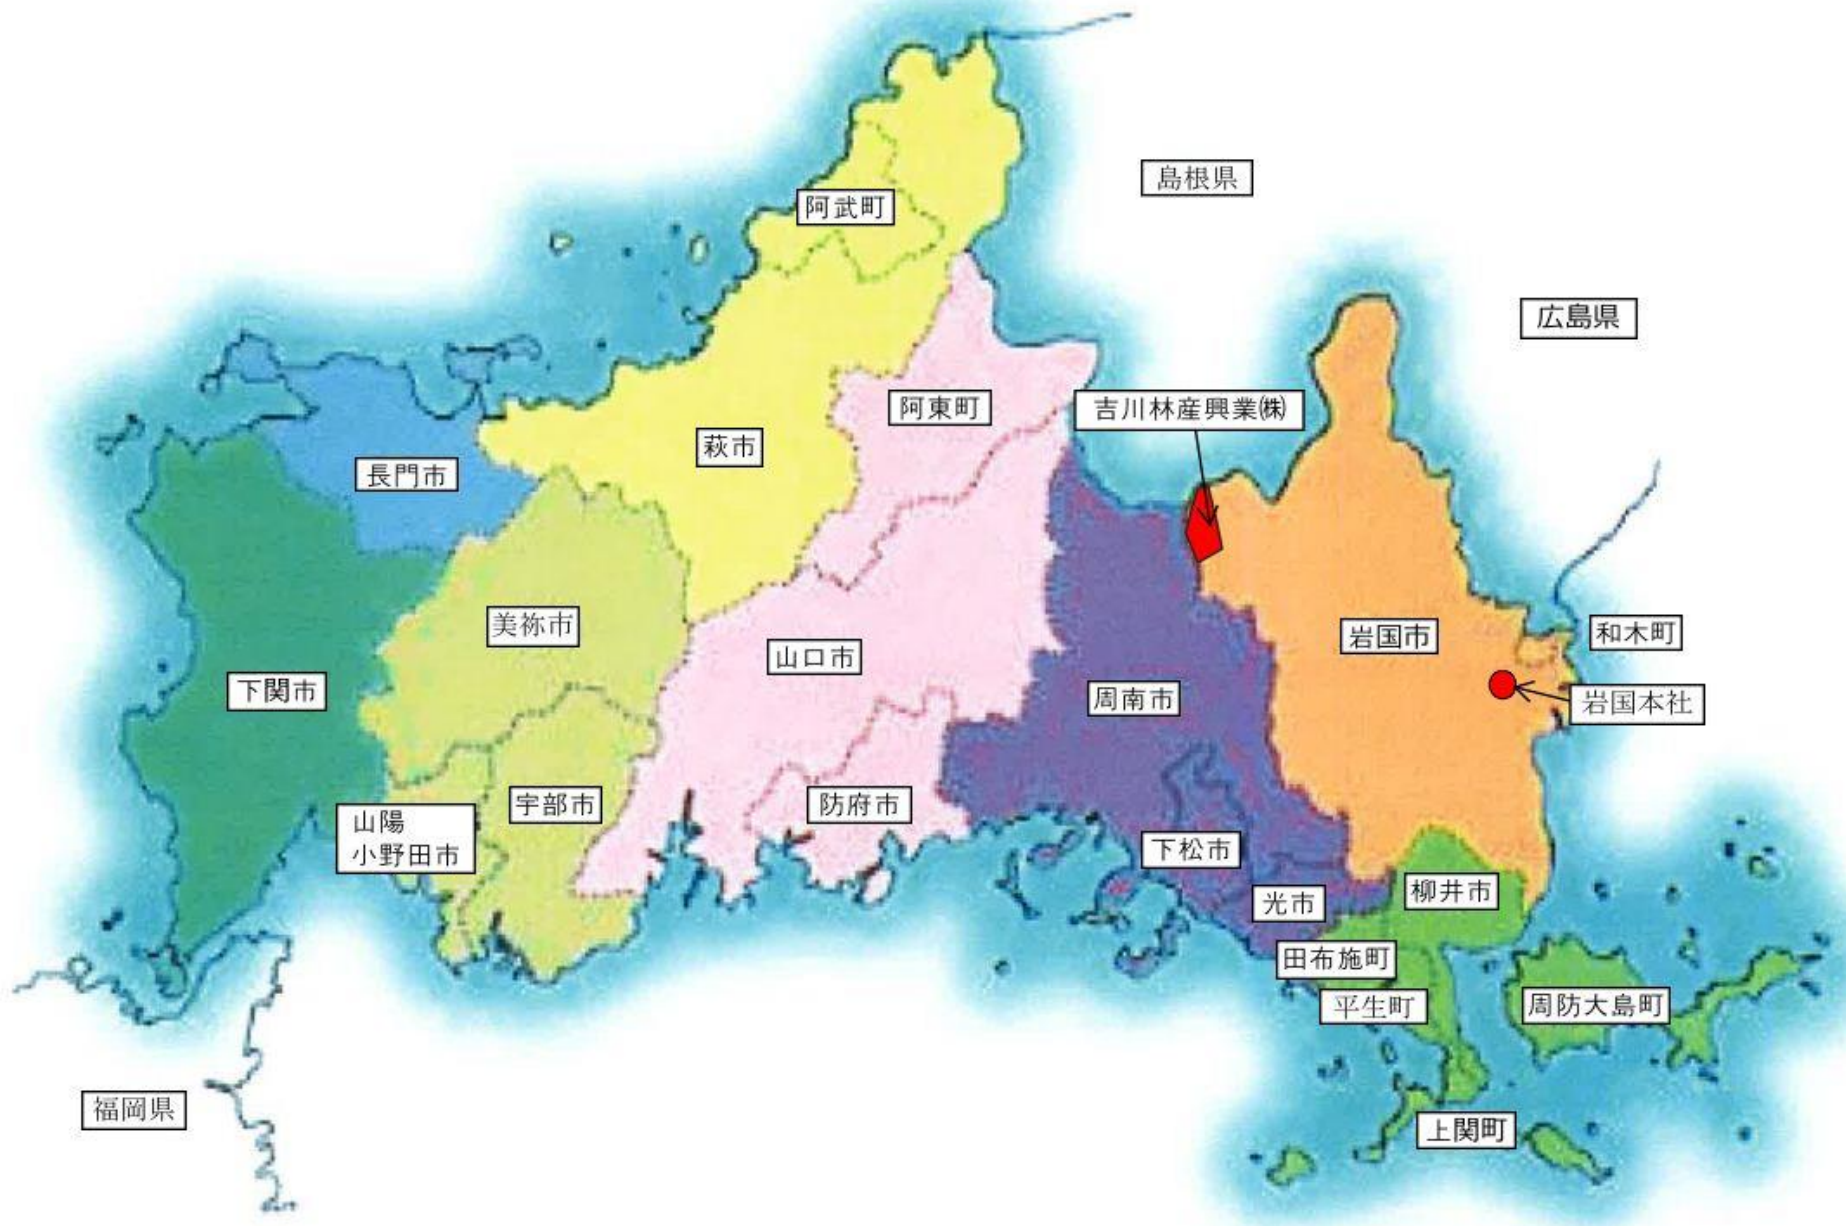 島根県
阿武町
広島県
阿東町
吉川林産興業㈱
萩市
長門市
美祢市
岩国市
和木町
山口市
下関市
周南市
岩国本社
宇部市
防府市
山陽
小野田市
下松市
柳井市
光市
田布施町
平生町
周防大島町
福岡県
上関町